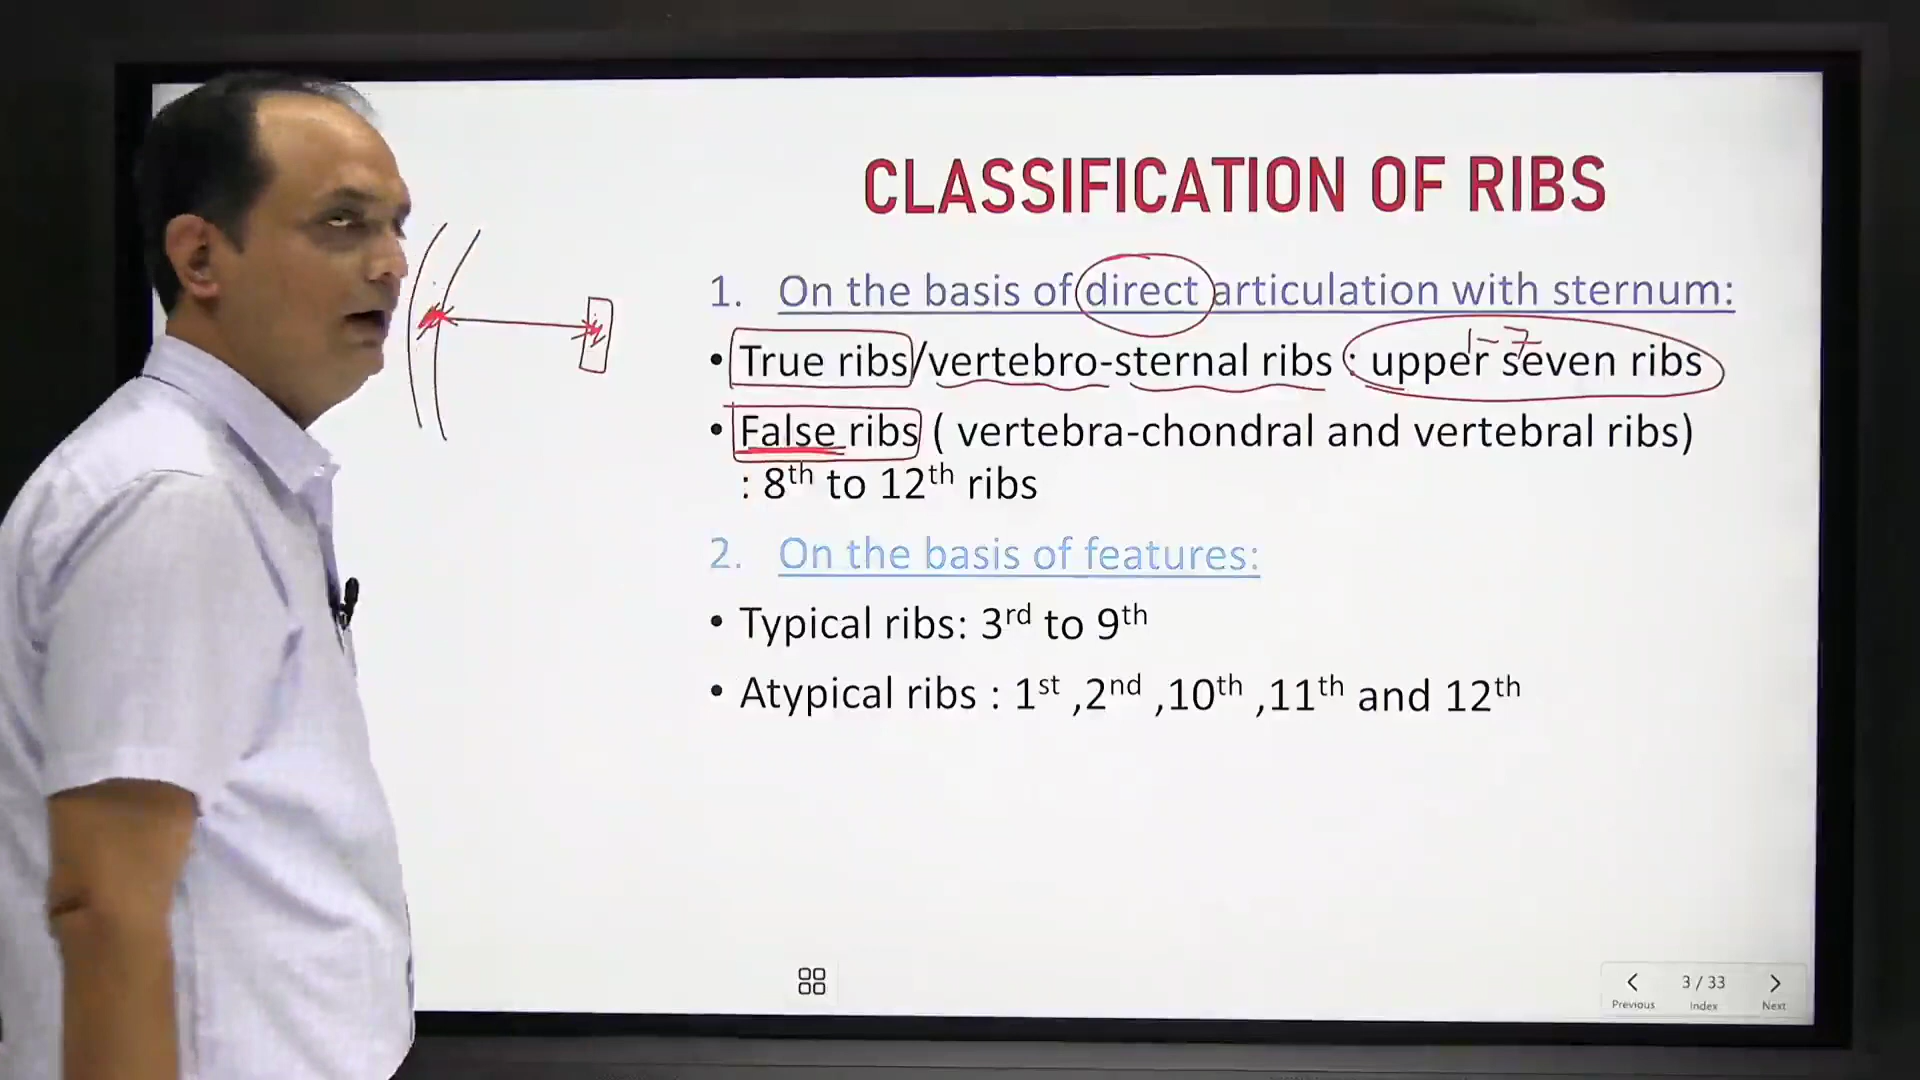 CLASSIFICATION OF RIBS
1. On the basis of direct articulation with sternum:
1-7
• True ribs/vertebro-sternal ribs : upper seven ribs
• False ribs ( vertebra-chondral and vertebral ribs)
: 8th to 12th ribs
2. On the basis of features:
• Typical ribs: 3rd to 9th
• Atypical ribs : 1st ,2nd ,10th ,11th and 12th
3 / 33
Previous Index Next